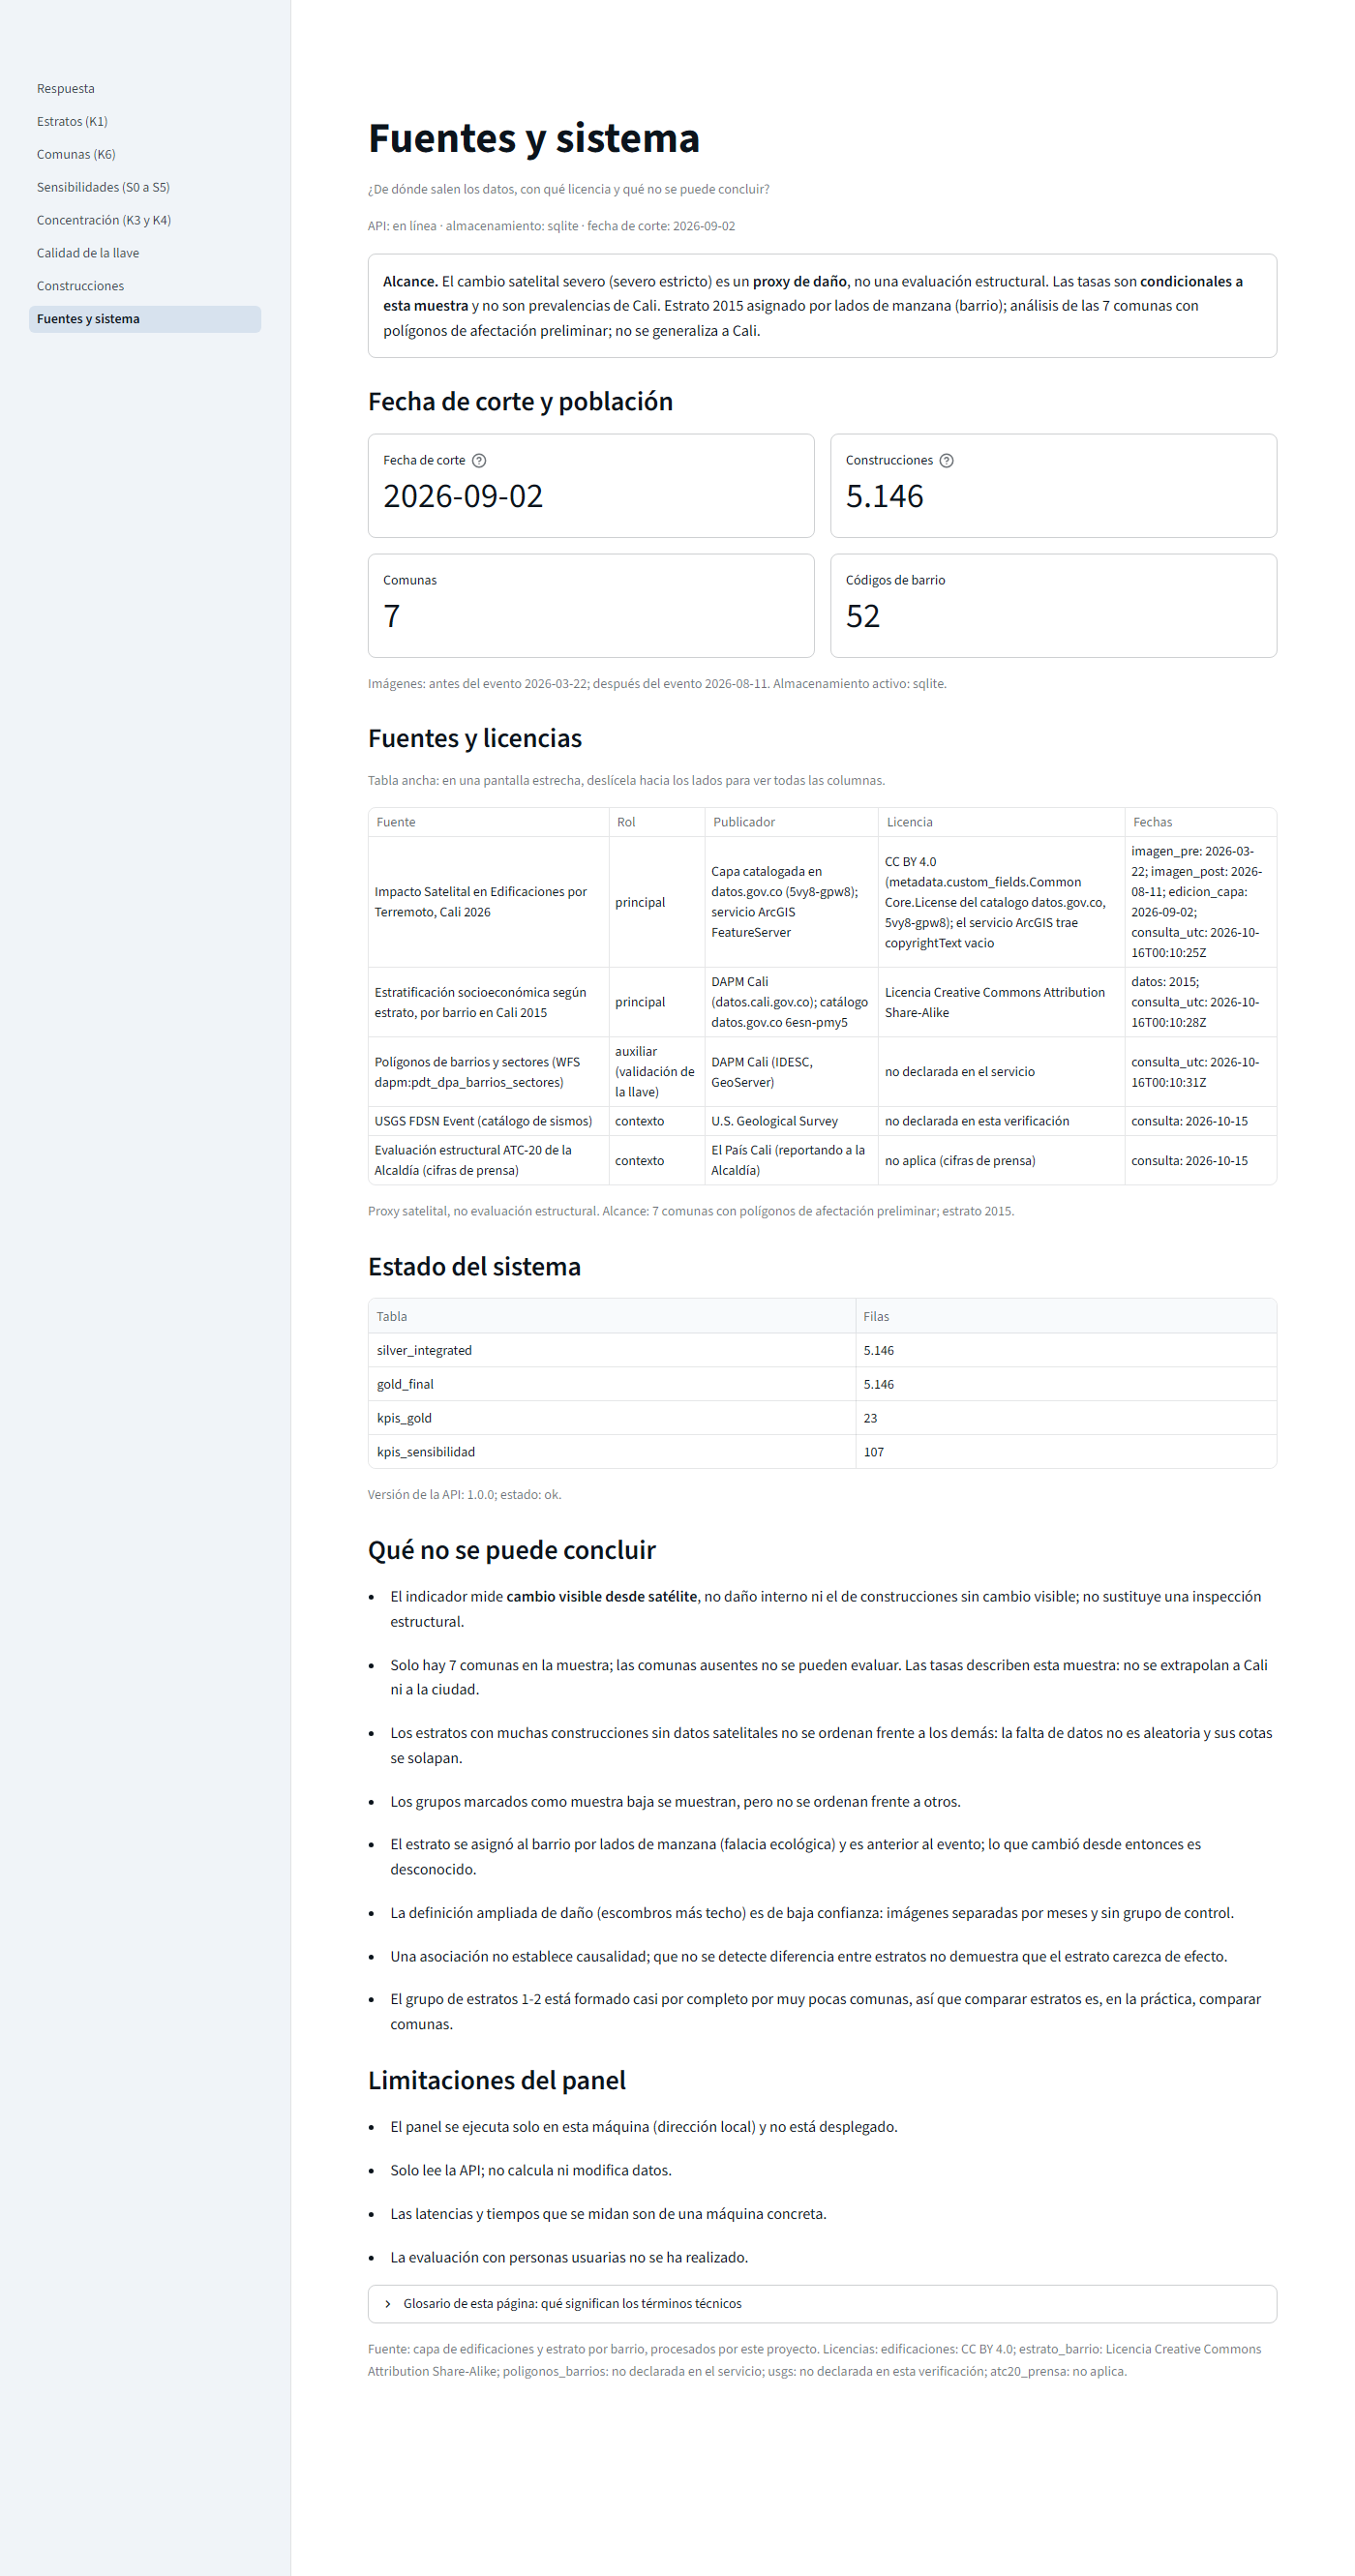 Respuesta
Estratos (K1)
Comunas (K6)
Sensibilidades (S0 a S5)
Concentración (K3 y K4)
Calidad de la llave
Construcciones
Fuentes y sistema
Fuentes y sistema
¿De dónde salen los datos, con qué licencia y qué no se puede concluir?
API: en línea · almacenamiento: sqlite · fecha de corte: 2026-09-02
Alcance. El cambio satelital severo (severo estricto) es un proxy de daño, no una evaluación estructural. Las tasas son condicionales a
esta muestra y no son prevalencias de Cali. Estrato 2015 asignado por lados de manzana (barrio); análisis de las 7 comunas con
polígonos de afectación preliminar; no se generaliza a Cali.
Fecha de corte y población
Fecha de corte
2026-09-02
Construcciones
5.146
Comunas
7
Códigos de barrio
52
Imágenes: antes del evento 2026-03-22; después del evento 2026-08-11. Almacenamiento activo: sqlite.
Fuentes y licencias
Tabla ancha: en una pantalla estrecha, deslícela hacia los lados para ver todas las columnas.
Fuente
Rol
Publicador
Licencia
Fechas
Impacto Satelital en Edificaciones por
Terremoto, Cali 2026
principal
Capa catalogada en
datos.gov.co (5vy8-gpw8);
servicio ArcGIS
FeatureServer
CC BY 4.0
(metadata.custom_fields.Common
Core.License del catalogo datos.gov.co,
5vy8-gpw8); el servicio ArcGIS trae
copyrightText vacio
imagen_pre: 2026-03-
22; imagen_post: 2026-
08-11; edicion_capa:
2026-09-02;
consulta_utc: 2026-10-
16T00:10:25Z
Estratificación socioeconómica según
estrato, por barrio en Cali 2015
principal
DAPM Cali
(datos.cali.gov.co); catálogo
datos.gov.co 6esn-pmy5
Licencia Creative Commons Attribution
Share-Alike
datos: 2015;
consulta_utc: 2026-10-
16T00:10:28Z
Polígonos de barrios y sectores (WFS
dapm:pdt_dpa_barrios_sectores)
auxiliar
(validación de
la llave)
DAPM Cali (IDESC,
GeoServer)
no declarada en el servicio
consulta_utc: 2026-10-
16T00:10:31Z
USGS FDSN Event (catálogo de sismos)
contexto
U.S. Geological Survey
no declarada en esta verificación
consulta: 2026-10-15
Evaluación estructural ATC-20 de la
Alcaldía (cifras de prensa)
contexto
El País Cali (reportando a la
Alcaldía)
no aplica (cifras de prensa)
consulta: 2026-10-15
Proxy satelital, no evaluación estructural. Alcance: 7 comunas con polígonos de afectación preliminar; estrato 2015.
Estado del sistema
Tabla
Filas
silver_integrated
5.146
gold_final
5.146
kpis_gold
23
kpis_sensibilidad
107
Versión de la API: 1.0.0; estado: ok.
Qué no se puede concluir
• El indicador mide cambio visible desde satélite, no daño interno ni el de construcciones sin cambio visible; no sustituye una inspección
estructural.
• Solo hay 7 comunas en la muestra; las comunas ausentes no se pueden evaluar. Las tasas describen esta muestra: no se extrapolan a Cali
ni a la ciudad.
• Los estratos con muchas construcciones sin datos satelitales no se ordenan frente a los demás: la falta de datos no es aleatoria y sus cotas
se solapan.
• Los grupos marcados como muestra baja se muestran, pero no se ordenan frente a otros.
• El estrato se asignó al barrio por lados de manzana (falacia ecológica) y es anterior al evento; lo que cambió desde entonces es
desconocido.
• La definición ampliada de daño (escombros más techo) es de baja confianza: imágenes separadas por meses y sin grupo de control.
• Una asociación no establece causalidad; que no se detecte diferencia entre estratos no demuestra que el estrato carezca de efecto.
• El grupo de estratos 1-2 está formado casi por completo por muy pocas comunas, así que comparar estratos es, en la práctica, comparar
comunas.
Limitaciones del panel
• El panel se ejecuta solo en esta máquina (dirección local) y no está desplegado.
• Solo lee la API; no calcula ni modifica datos.
• Las latencias y tiempos que se midan son de una máquina concreta.
• La evaluación con personas usuarias no se ha realizado.
Glosario de esta página: qué significan los términos técnicos
Fuente: capa de edificaciones y estrato por barrio, procesados por este proyecto. Licencias: edificaciones: CC BY 4.0; estrato_barrio: Licencia Creative Commons
Attribution Share-Alike; poligonos_barrios: no declarada en el servicio; usgs: no declarada en esta verificación; atc20_prensa: no aplica.